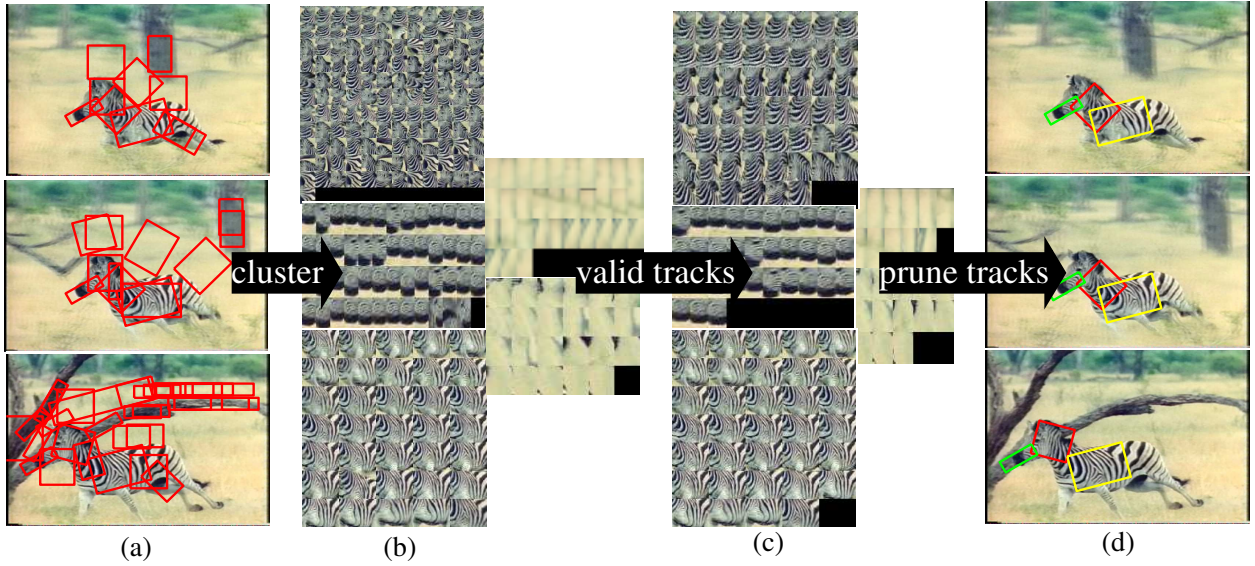 cluster
valid tracks
prune tracks
(a)
(b)
(c)
(d)